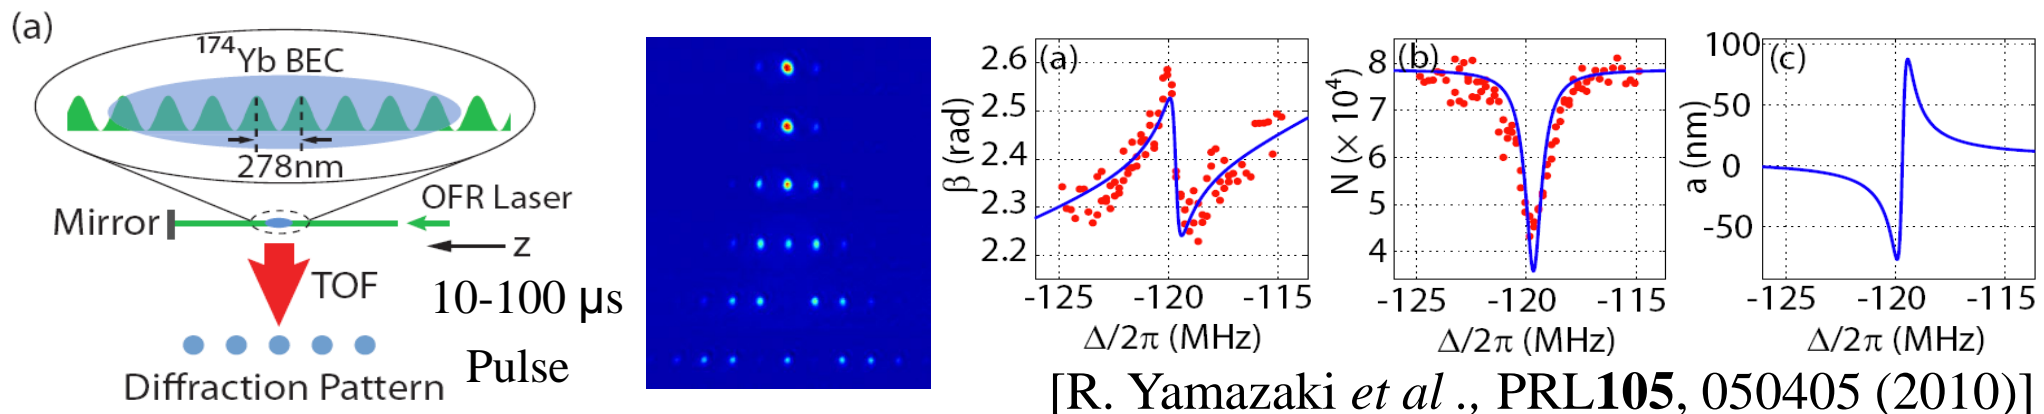 (a)
174Yb BEC
278nm
OFR Laser
Mirror
z
TOF
10-100 μs
Pulse
Diffraction Pattern
(a)
β (rad)
2.6
2.5
2.4
2.3
2.2
-125 -120 -115
Δ/2π (MHz)
(b)
N (× 10⁴)
8
7
6
5
4
-125 -120 -115
Δ/2π (MHz)
(c)
a (nm)
100
50
0
-50
-125 -120 -115
Δ/2π (MHz)
[R. Yamazaki et al ., PRL105, 050405 (2010)]